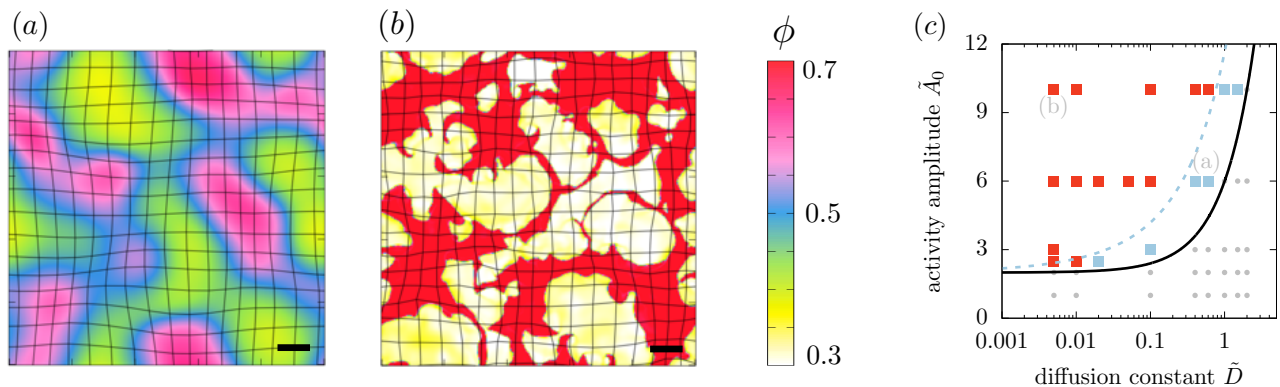 (a)
(b)
ϕ
0.7
0.5
0.3
(c)
activity amplitude Ã₀
12
9
6
3
0
(b)
(a)
0.001
0.01
0.1
1
diffusion constant D̃